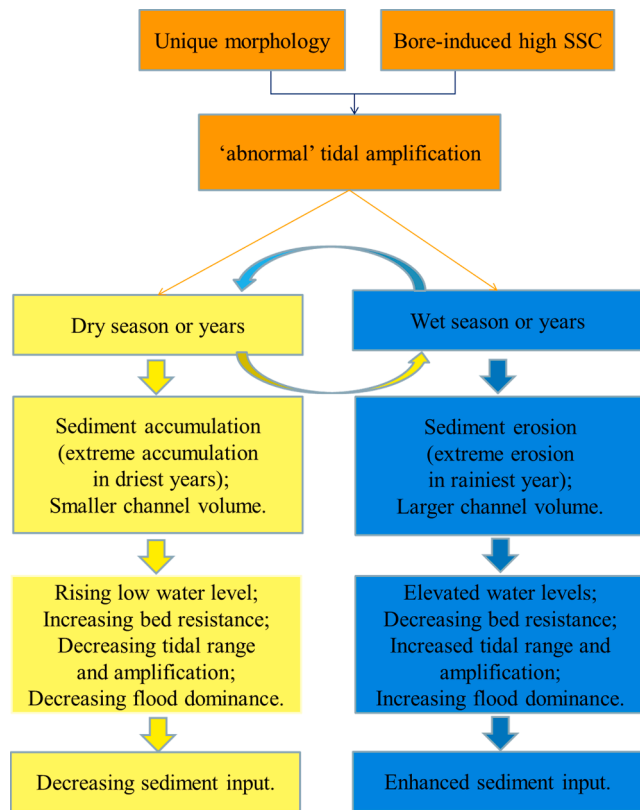 Unique morphology
Bore-induced high SSC
‘abnormal’ tidal amplification
Dry season or years
Wet season or years
Sediment accumulation
(extreme accumulation
in driest years);
Smaller channel volume.
Sediment erosion
(extreme erosion
in rainiest year);
Larger channel volume.
Rising low water level;
Increasing bed resistance;
Decreasing tidal range
and amplification;
Decreasing flood dominance.
Elevated water levels;
Decreasing bed resistance;
Increased tidal range and
amplification;
Increasing flood dominance.
Decreasing sediment input.
Enhanced sediment input.